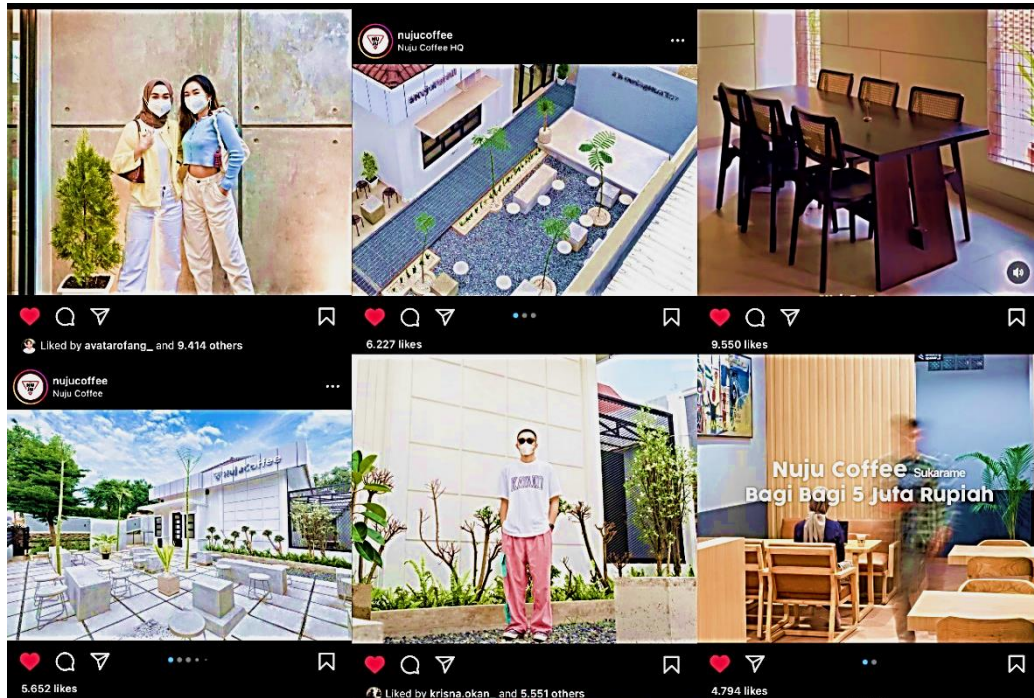 nujucoffee
Nuju Coffee HQ
Liked by avatarofang_ and 9.414 others
6.227 likes
9.550 likes
nujucoffee
Nuju Coffee
NujuCoffee
Nuju Coffee Sukarame
Bagi Bagi 5 Juta Rupiah
5.652 likes
Liked by krisna.okan_ and 5.551 others
4.794 likes